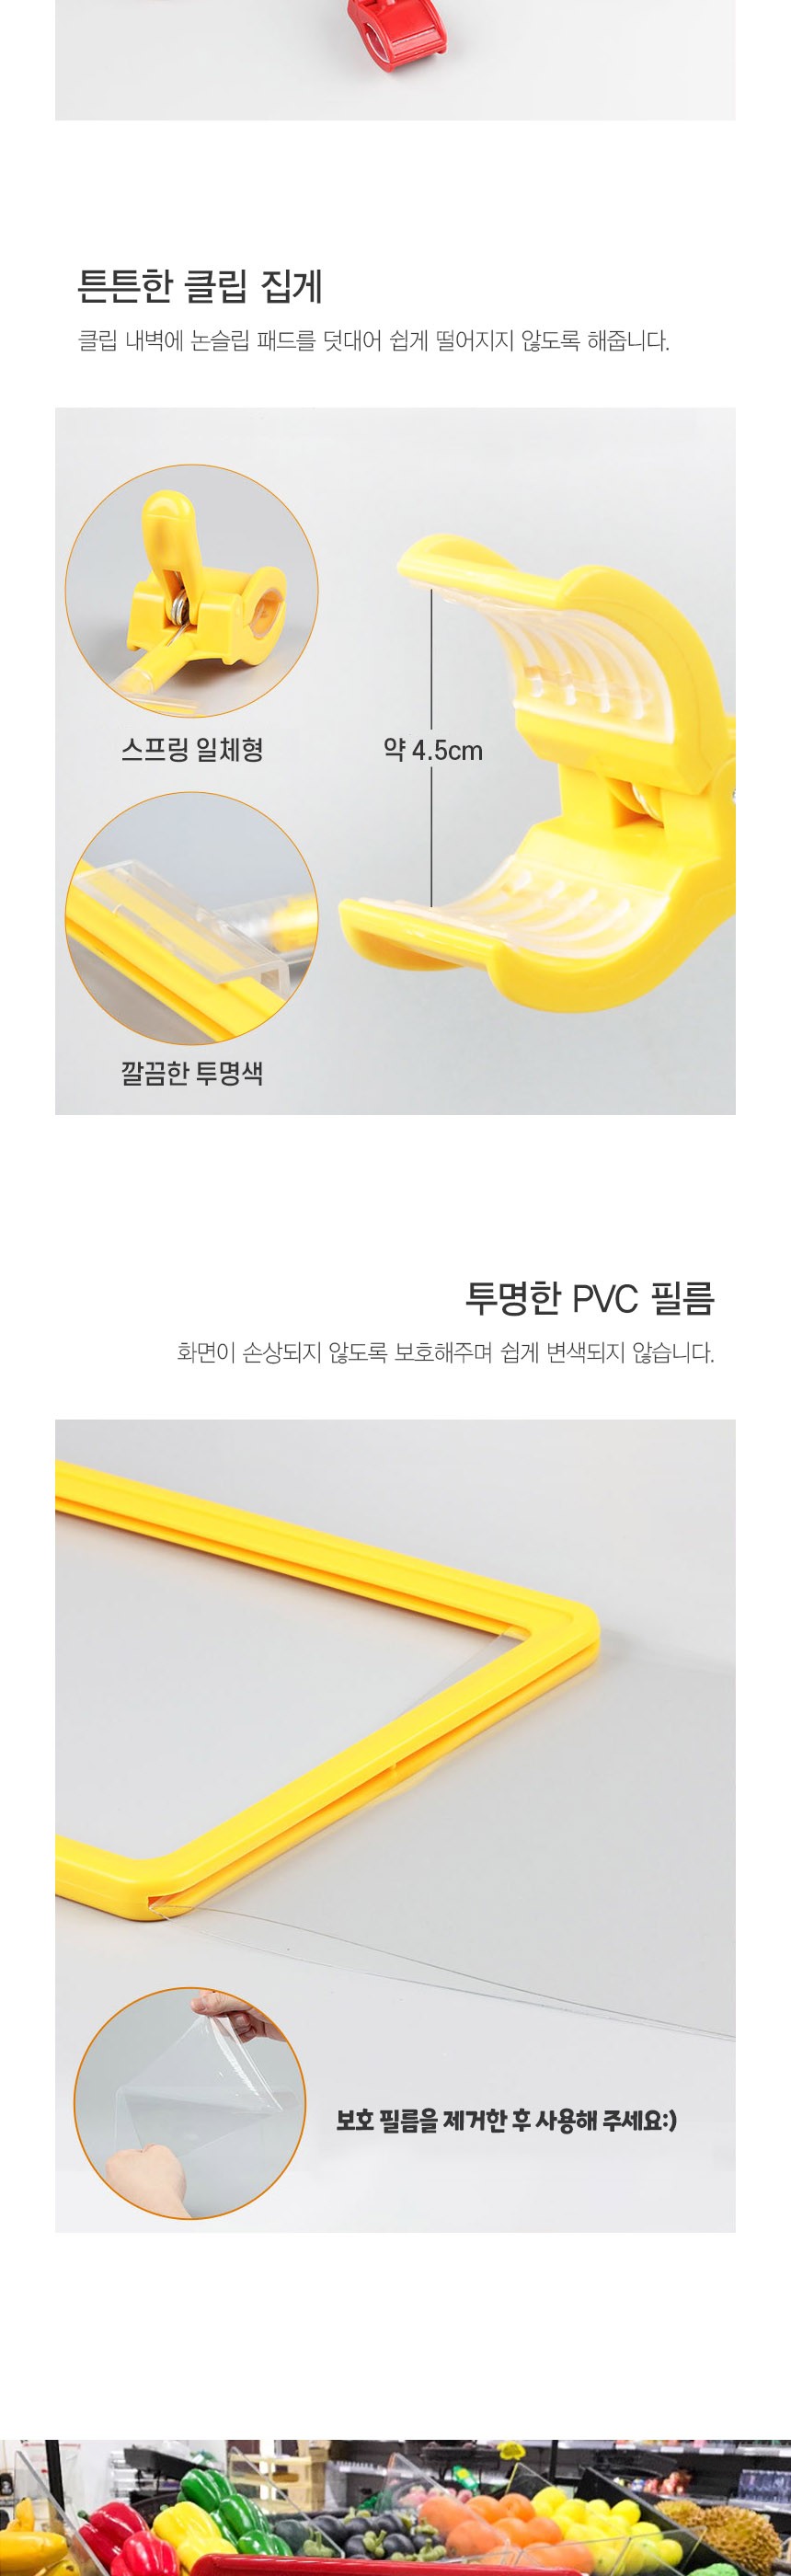 튼튼한 클립 집게
클립 내벽에 논슬립 패드를 덧대어 쉽게 떨어지지 않도록 해줍니다.
스프링 일체형
약 4.5cm
깔끔한 투명색
투명한 PVC 필름
화면이 손상되지 않도록 보호해주며 쉽게 변색되지 않습니다.
보호 필름을 제거한 후 사용해 주세요:)